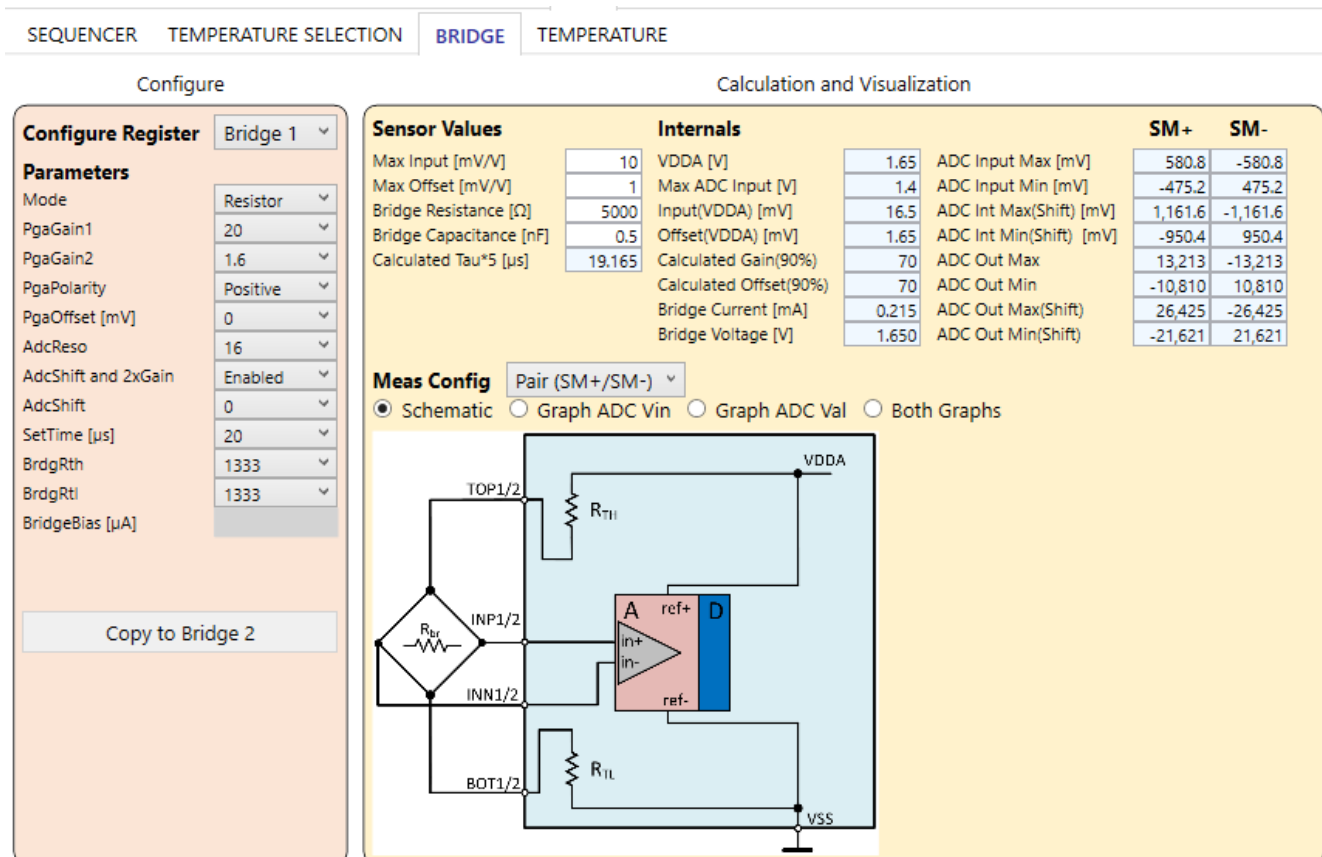 SEQUENCER TEMPERATURE SELECTION BRIDGE TEMPERATURE
Configure
Configure Register Bridge 1
Parameters
Mode Resistor
PgaGain1 20
PgaGain2 1.6
PgaPolarity Positive
PgaOffset [mV] 0
AdcReso 16
AdcShift and 2xGain Enabled
AdcShift 0
SetTime [µs] 20
BrdgRth 1333
BrdgRtl 1333
BridgeBias [µA]
Copy to Bridge 2
Calculation and Visualization
Sensor Values Internals SM+ SM-
Max Input [mV/V] 10 VDDA [V] 1.65 ADC Input Max [mV] 580.8 -580.8
Max Offset [mV/V] 1 Max ADC Input [V] 1.4 ADC Input Min [mV] -475.2 475.2
Bridge Resistance [Ω] 5000 Input(VDDA) [mV] 16.5 ADC Int Max(Shift) [mV] 1,161.6 -1,161.6
Bridge Capacitance [nF] 0.5 Offset(VDDA) [mV] 1.65 ADC Int Min(Shift) [mV] -950.4 950.4
Calculated Tau*5 [µs] 19.165 Calculated Gain(90%) 70 ADC Out Max 13,213 -13,213
Calculated Offset(90%) 70 ADC Out Min -10,810 10,810
Bridge Current [mA] 0.215 ADC Out Max(Shift) 26,425 -26,425
Bridge Voltage [V] 1.650 ADC Out Min(Shift) -21,621 21,621
Meas Config Pair (SM+/SM-)
Schematic Graph ADC Vin Graph ADC Val Both Graphs
VDDA
TOP1/2
RTH
INP1/2
A ref+ D
Rbr
in+
in-
INN1/2
ref-
BOT1/2
RTL
VSS